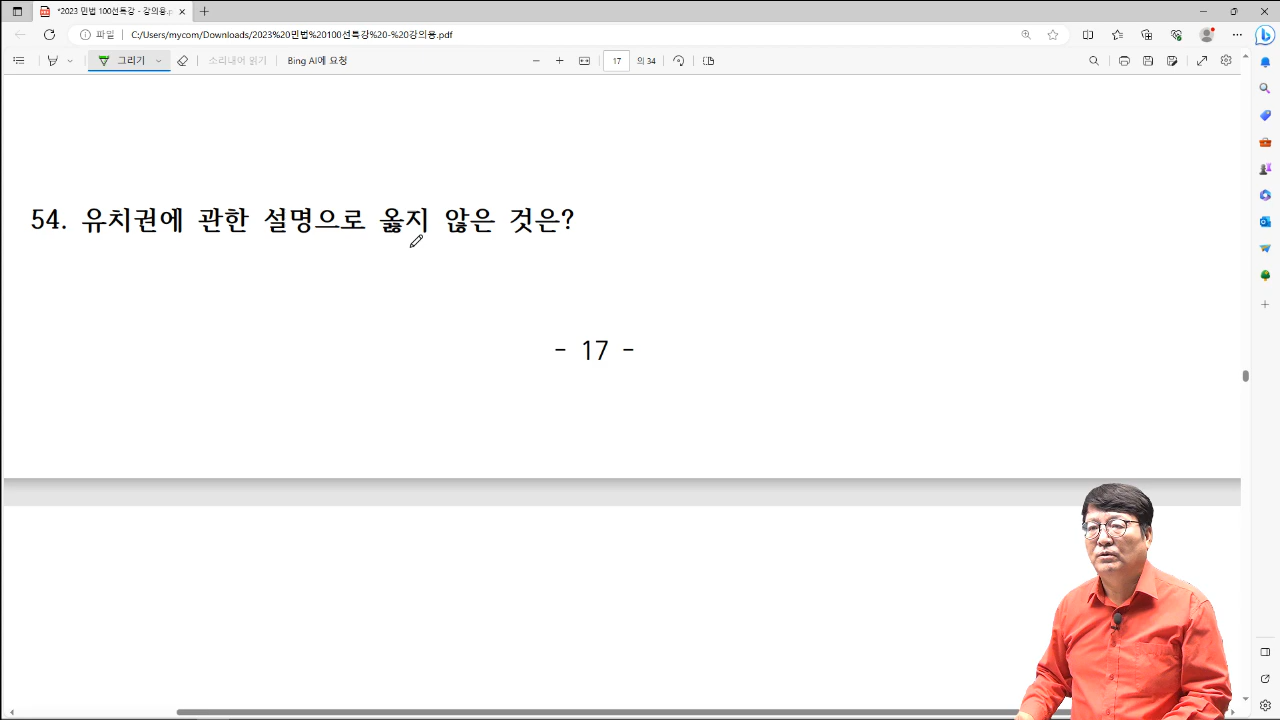 *2023 민법 100선특강 - 강의용.p
파일
C:/Users/mycom/Downloads/2023%20민법%20100선특강%20-%20강의용.pdf
그리기
소리내어 읽기
Bing AI에 요청
17
의 34
54. 유치권에 관한 설명으로 옳지 않은 것은?
- 17 -